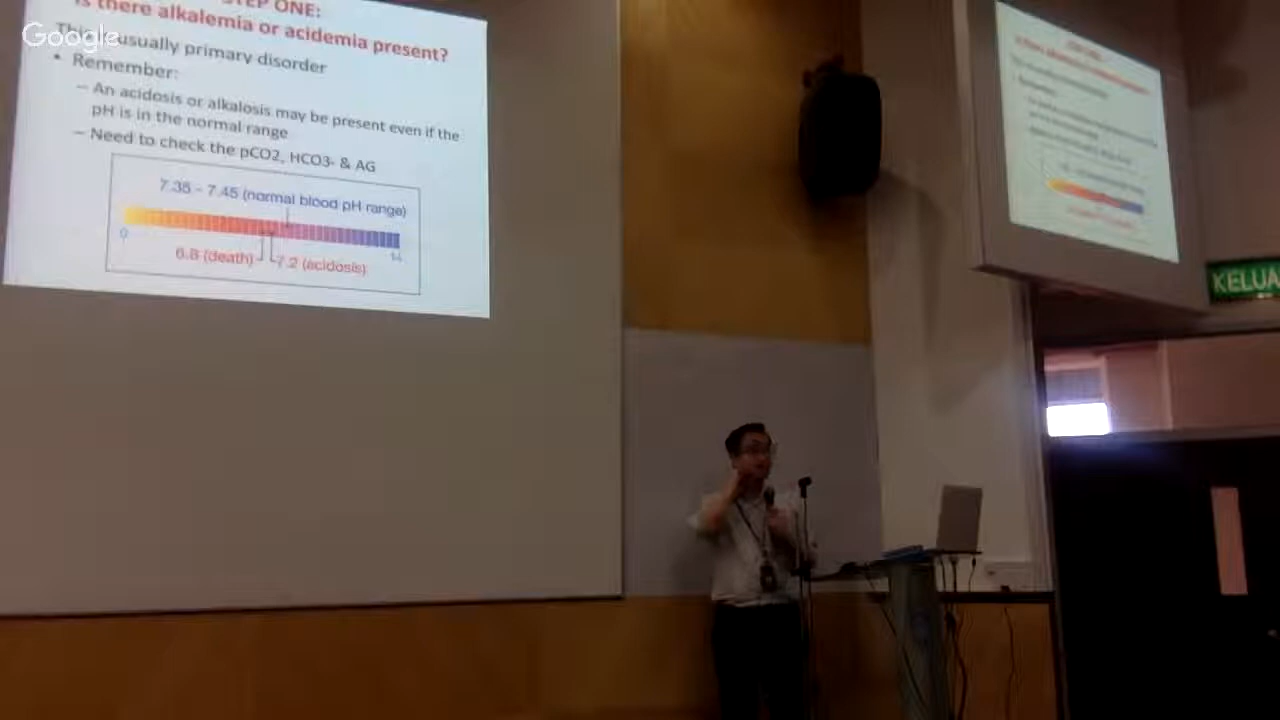 STEP ONE:
Is there alkalemia or acidemia present?
This usually primary disorder
• Remember:
– An acidosis or alkalosis may be present even if the
pH is in the normal range
– Need to check the pCO2, HCO3- & AG
7.35 - 7.45 (normal blood pH range)
0
14
6.8 (death)
7.2 (acidosis)
Google
KELUA